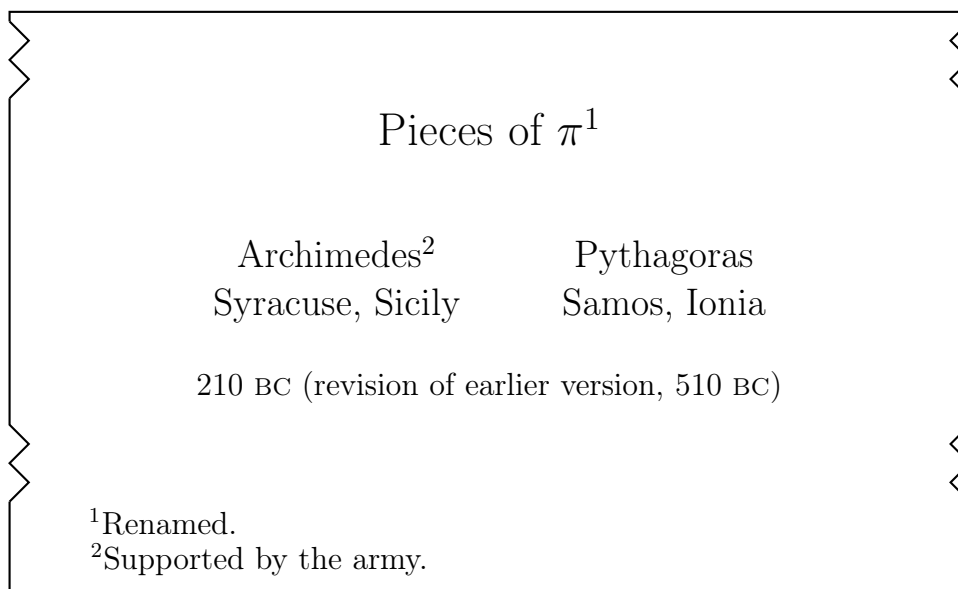 Pieces of π¹
Archimedes² Pythagoras
Syracuse, Sicily Samos, Ionia
210 BC (revision of earlier version, 510 BC)
¹Renamed.
²Supported by the army.